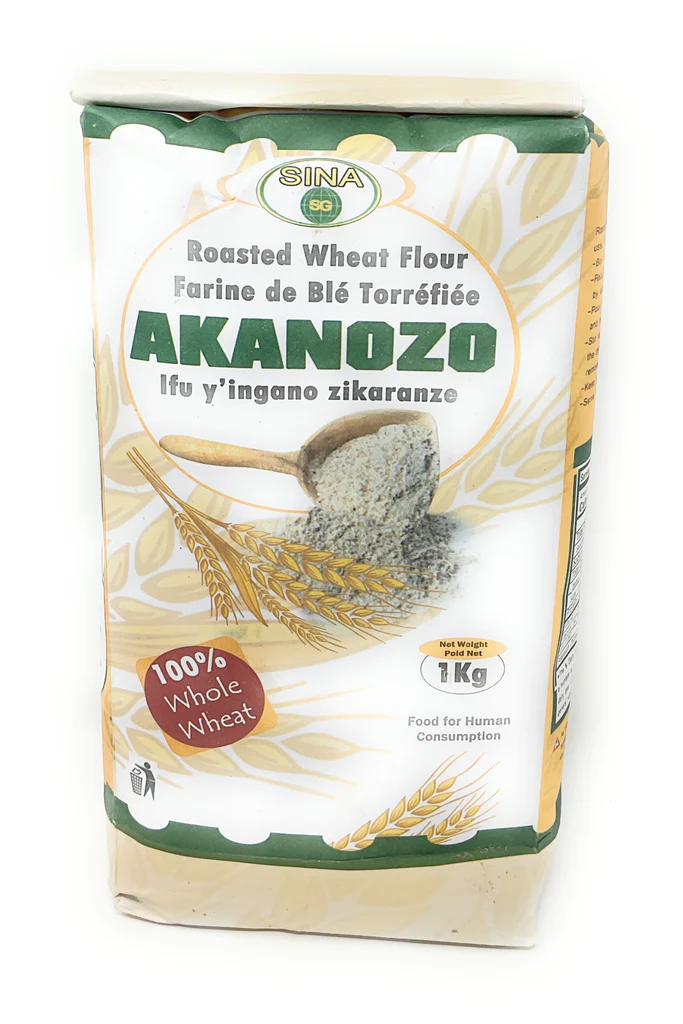 SINA
SG
Roasted Wheat Flour
Farine de Blé Torréfiée
AKANOZO
Ifu y'ingano zikaranze
100%
Whole
Wheat
Net Weight
Poid Net
1Kg
Food for Human
Consumption